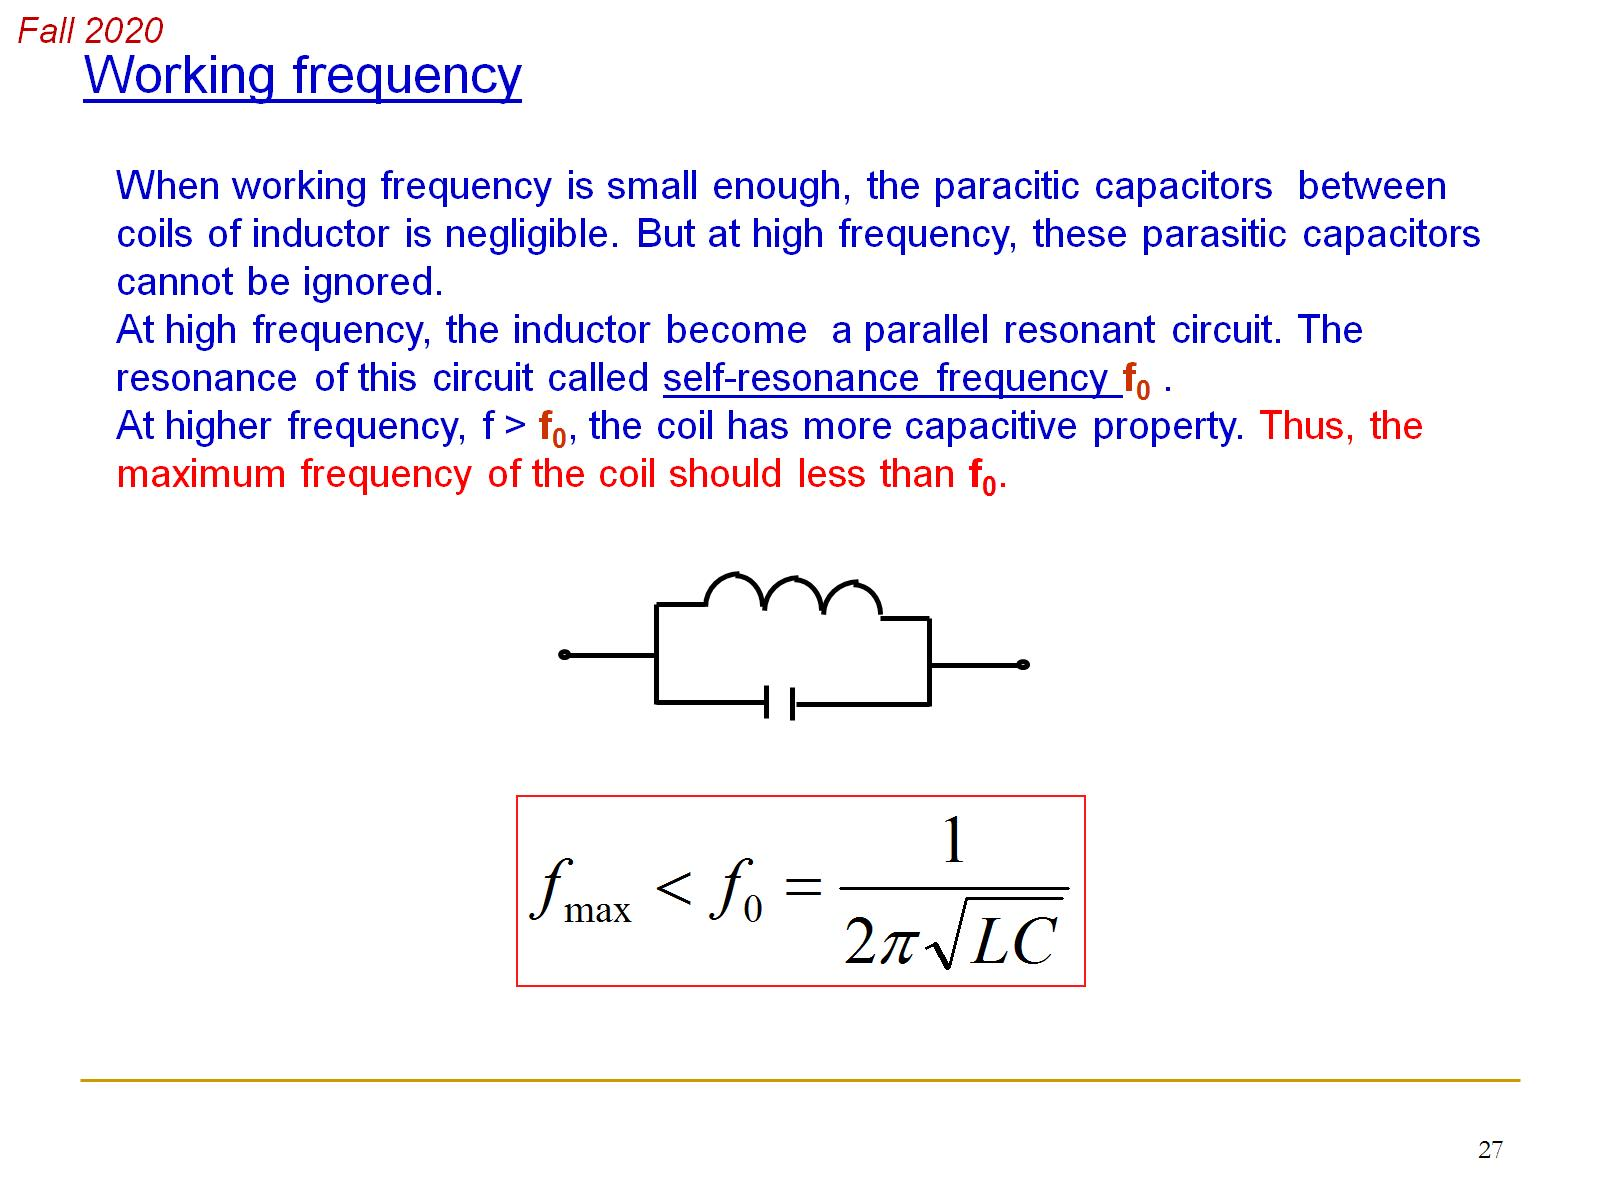 Fall 2020
Working frequency
When working frequency is small enough, the paracitic capacitors between
coils of inductor is negligible. But at high frequency, these parasitic capacitors
cannot be ignored.
At high frequency, the inductor become a parallel resonant circuit. The
resonance of this circuit called self-resonance frequency f₀ .
At higher frequency, f > f₀, the coil has more capacitive property. Thus, the
maximum frequency of the coil should less than f₀.
f_max < f₀ = 1 / (2π√LC)
27